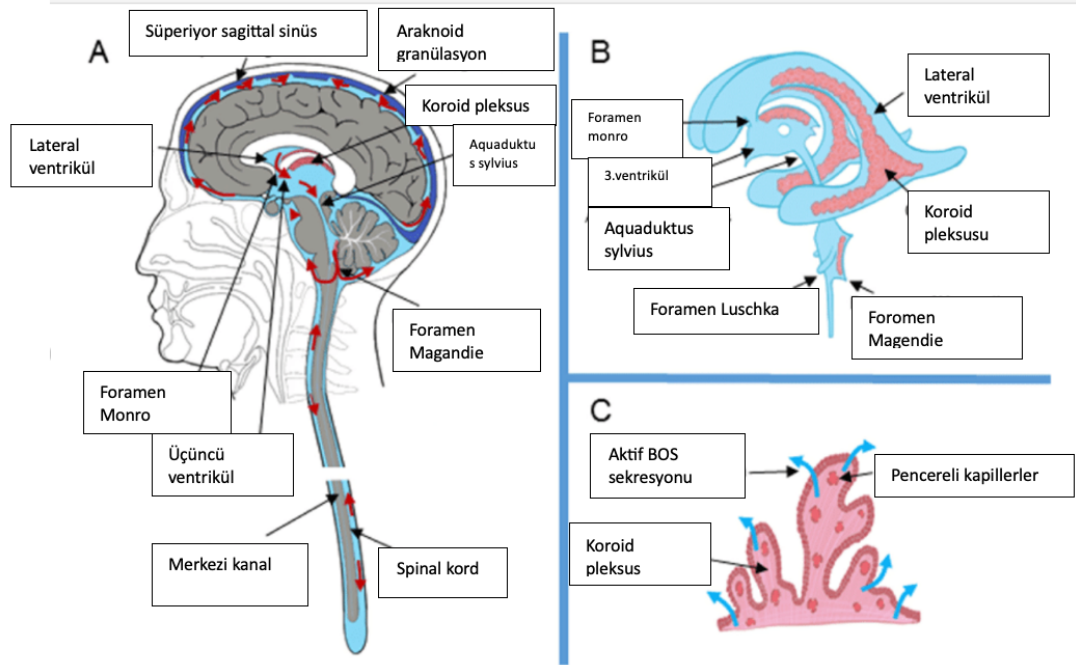 A
Süperiyor sagittal sinüs
Araknoid
granülasyon
Koroid pleksus
Lateral
ventrikül
Aquaduktu
s sylvius
Foramen
Magandie
Foramen
Monro
Üçüncü
ventrikül
Merkezi kanal
Spinal kord
B
Lateral
ventrikül
Foramen
monro
3.ventrikül
Aquaduktus
sylvius
Koroid
pleksusu
Foramen Luschka
Foromen
Magendie
C
Aktif BOS
sekresyonu
Pencereli kapillerler
Koroid
pleksus